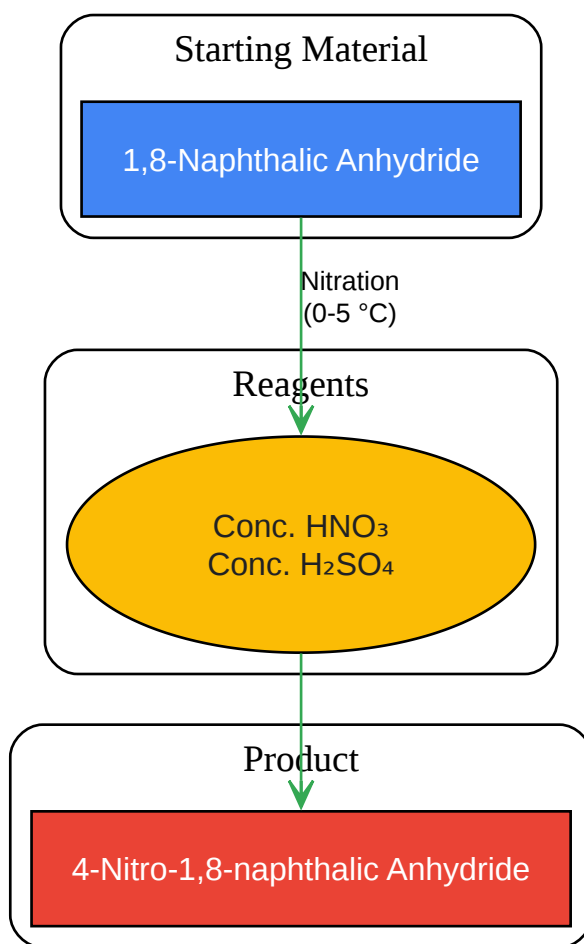 Starting Material
1,8-Naphthalic Anhydride
Nitration
(0-5 °C)
Reagents
Conc. HNO₃
Conc. H₂SO₄
Product
4-Nitro-1,8-naphthalic Anhydride